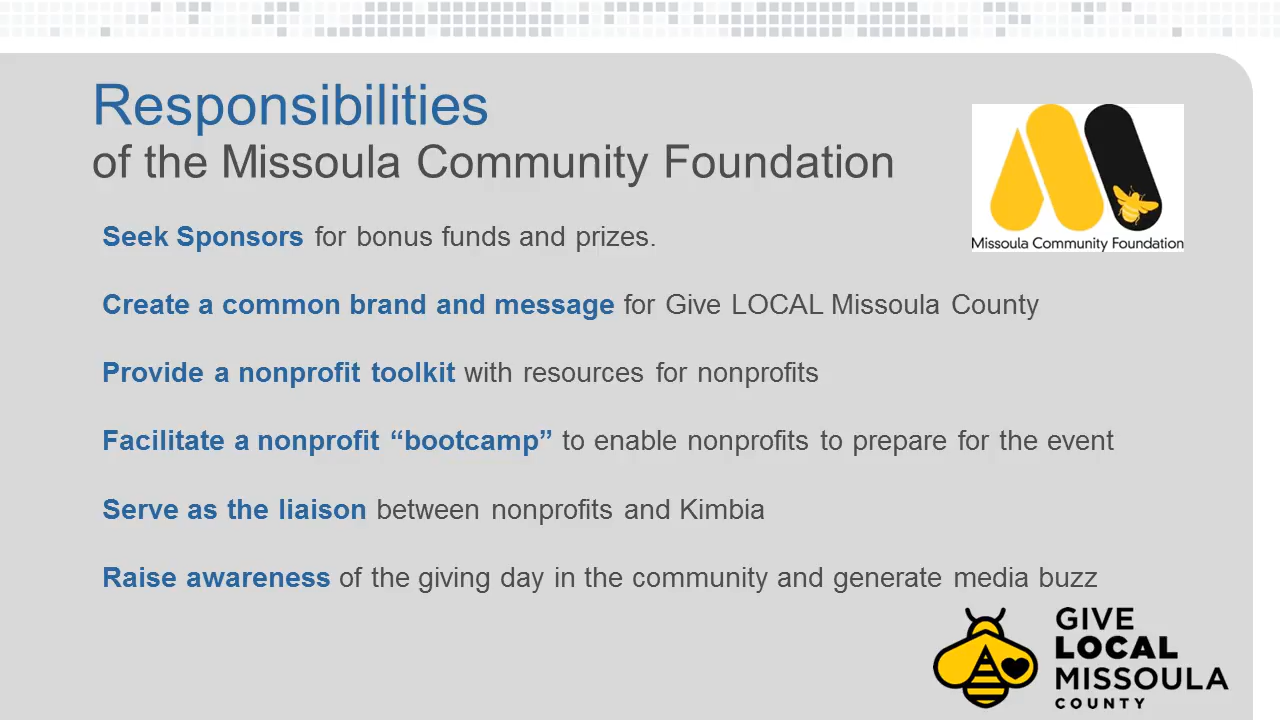 Responsibilities
of the Missoula Community Foundation
Missoula Community Foundation
Seek Sponsors for bonus funds and prizes.
Create a common brand and message for Give LOCAL Missoula County
Provide a nonprofit toolkit with resources for nonprofits
Facilitate a nonprofit “bootcamp” to enable nonprofits to prepare for the event
Serve as the liaison between nonprofits and Kimbia
Raise awareness of the giving day in the community and generate media buzz
GIVE
LOCAL
MISSOULA
COUNTY